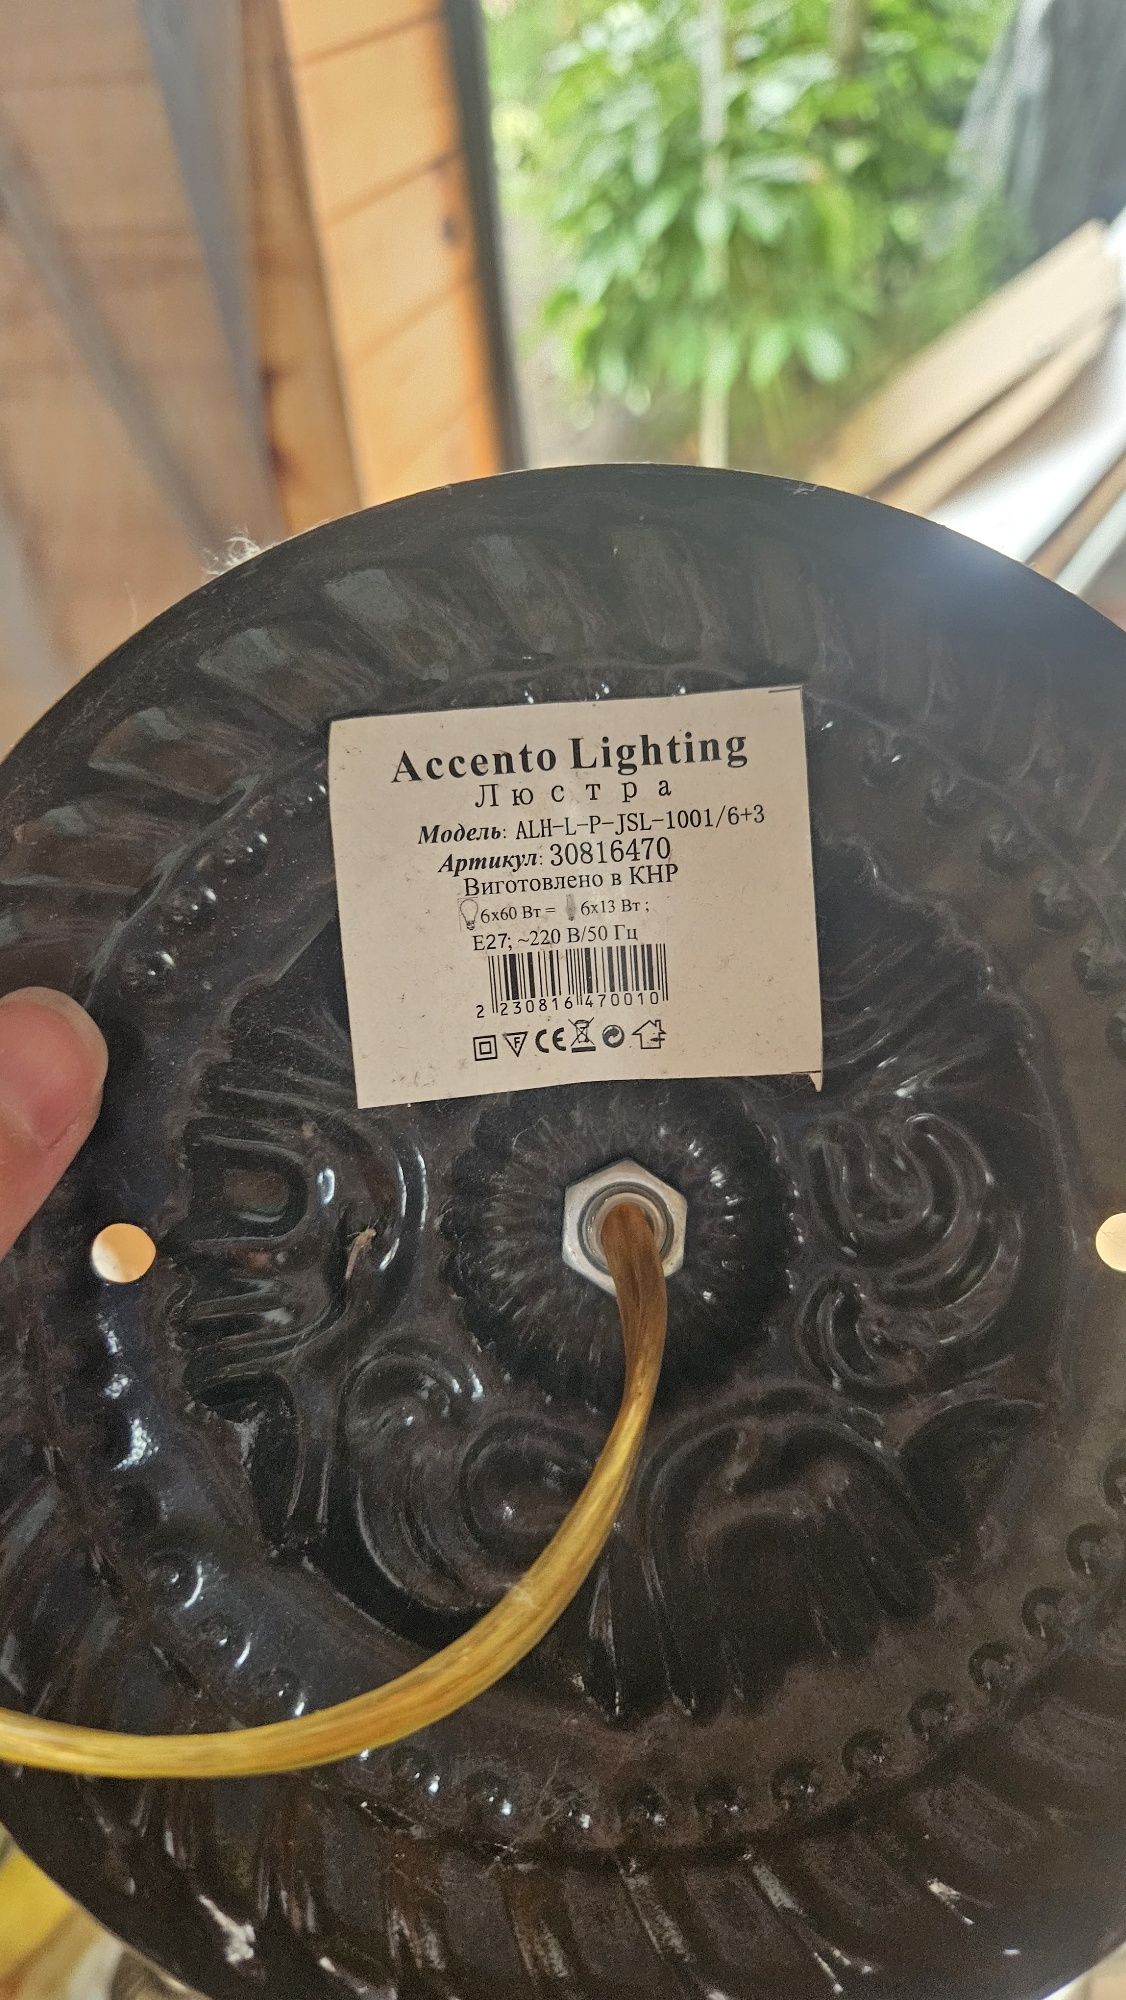 Accento Lighting
Люстра
Модель: ALH-L-P-JSL-1001/6+3
Артикул: 30816470
Виготовлено в КНР
6x60 Вт = 6x13 Вт ;
E27; ~220 В/50 Гц
2 230816 470010
F CE